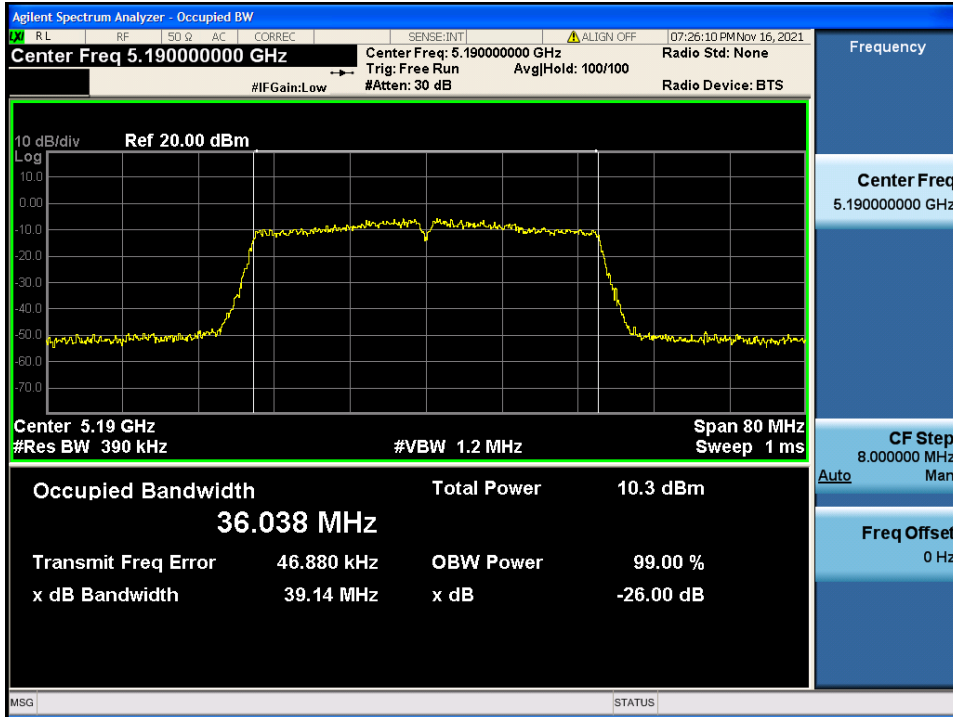 Agilent Spectrum Analyzer - Occupied BW
LXI RL RF 50 Ω AC CORREC SENSE:INT ALIGN OFF 07:26:10 PM Nov 16, 2021
Center Freq 5.190000000 GHz
Center Freq: 5.190000000 GHz Radio Std: None
Trig: Free Run Avg|Hold: 100/100
#IFGain:Low #Atten: 30 dB Radio Device: BTS
10 dB/div Ref 20.00 dBm
Log
10.0
0.00
-10.0
-20.0
-30.0
-40.0
-50.0
-60.0
-70.0
Center 5.19 GHz Span 80 MHz
#Res BW 390 kHz #VBW 1.2 MHz Sweep 1 ms
Occupied Bandwidth Total Power 10.3 dBm
36.038 MHz
Transmit Freq Error 46.880 kHz OBW Power 99.00 %
x dB Bandwidth 39.14 MHz x dB -26.00 dB
Frequency
Center Freq
5.190000000 GHz
CF Step
8.000000 MHz
Auto Man
Freq Offset
0 Hz
MSG STATUS